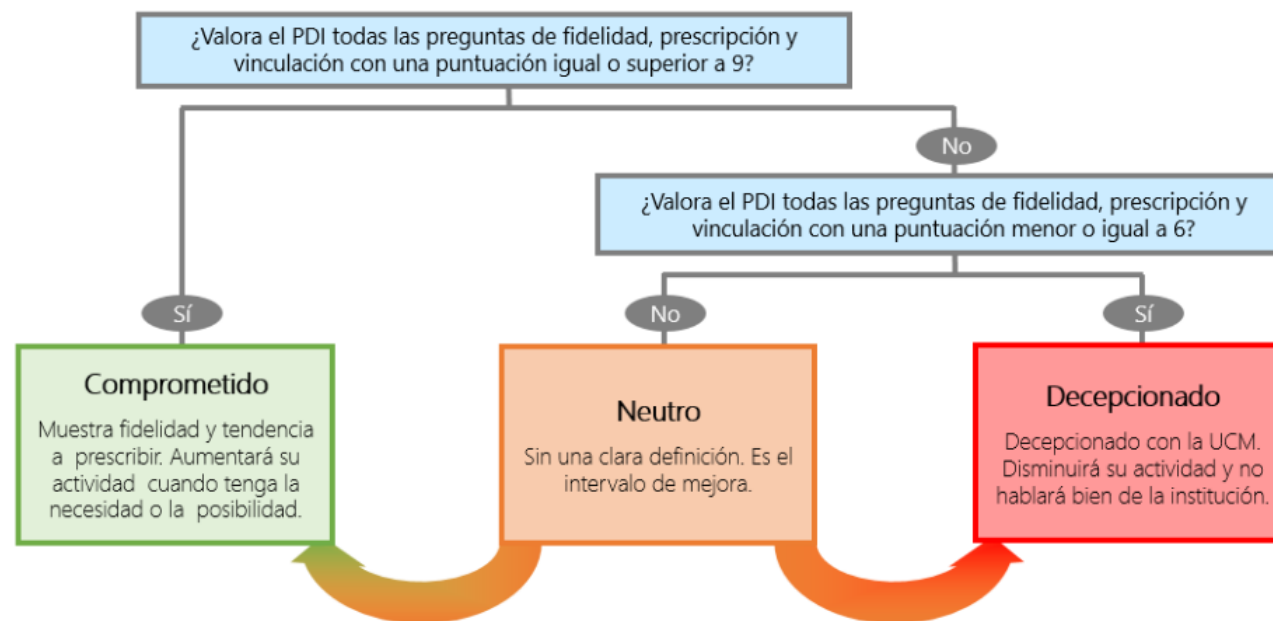 ¿Valora el PDI todas las preguntas de fidelidad, prescripción y
vinculación con una puntuación igual o superior a 9?
No
¿Valora el PDI todas las preguntas de fidelidad, prescripción y
vinculación con una puntuación menor o igual a 6?
Sí
No
Sí
Comprometido
Muestra fidelidad y tendencia
a prescribir. Aumentará su
actividad cuando tenga la
necesidad o la posibilidad.
Neutro
Sin una clara definición. Es el
intervalo de mejora.
Decepcionado
Decepcionado con la UCM.
Disminuirá su actividad y no
hablará bien de la institución.